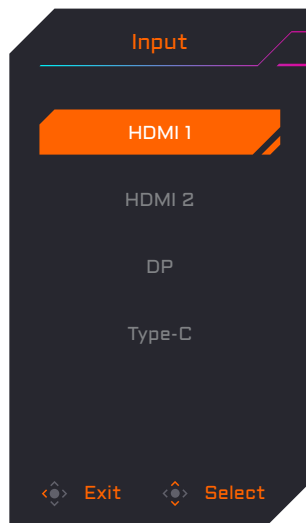 Input
HDMI 1
HDMI 2
DP
Type-C
Exit Select